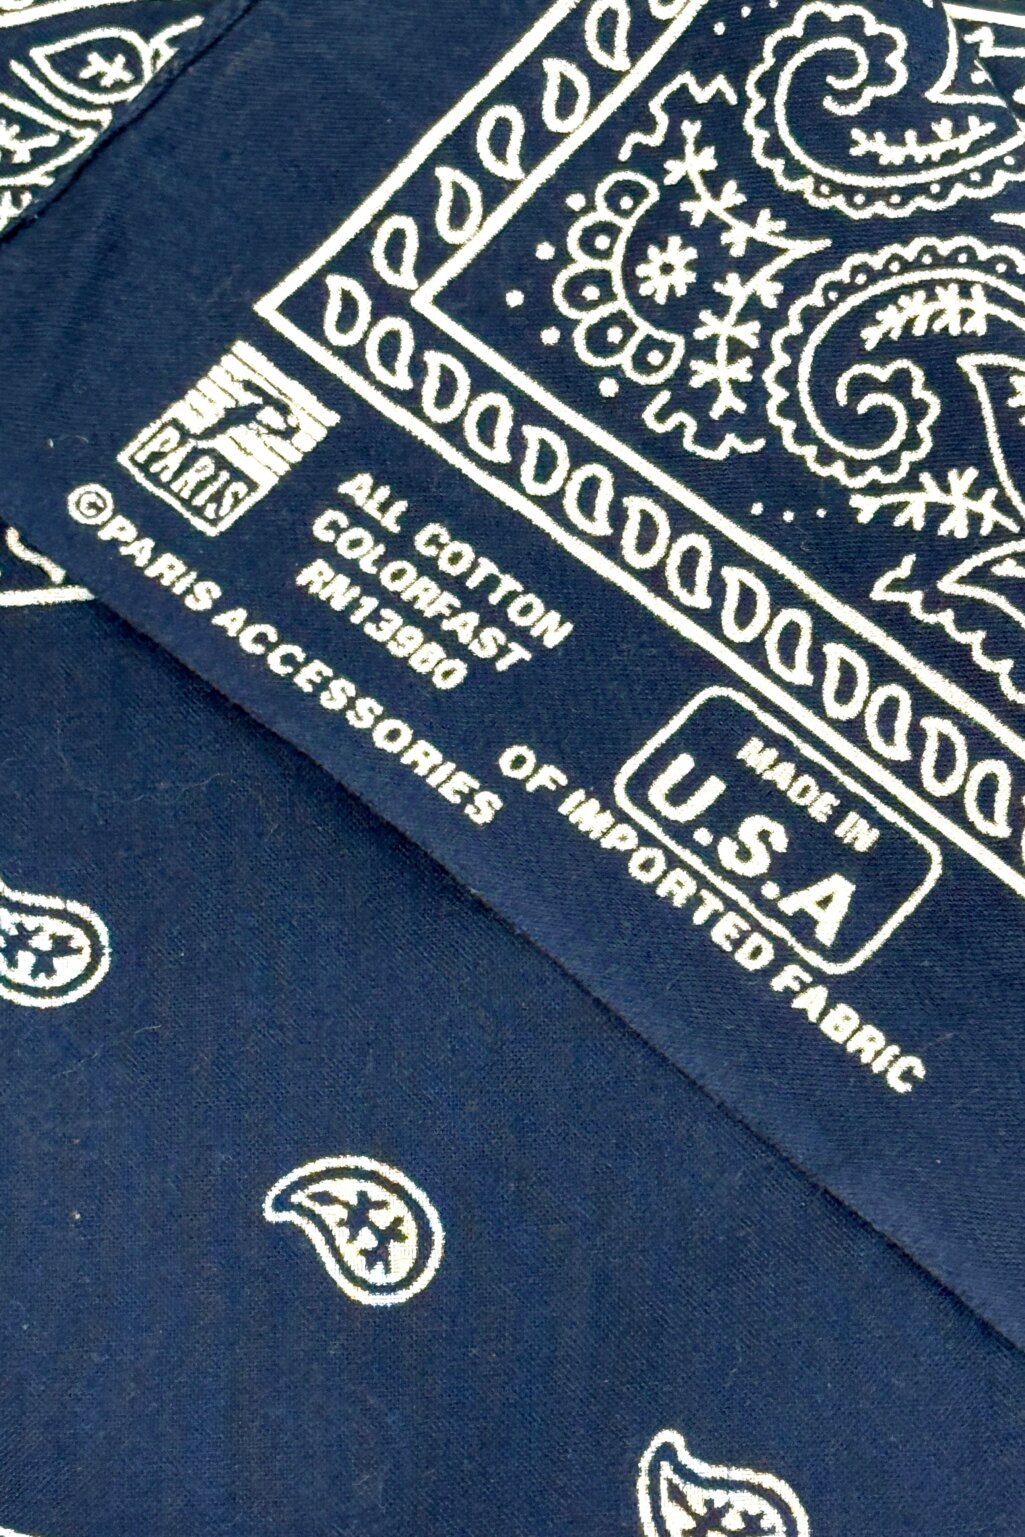 PARIS
©PARIS ACCESSORIES
ALL COTTON
COLORFAST
RN13960
MADE IN
U.S.A
OF IMPORTED FABRIC